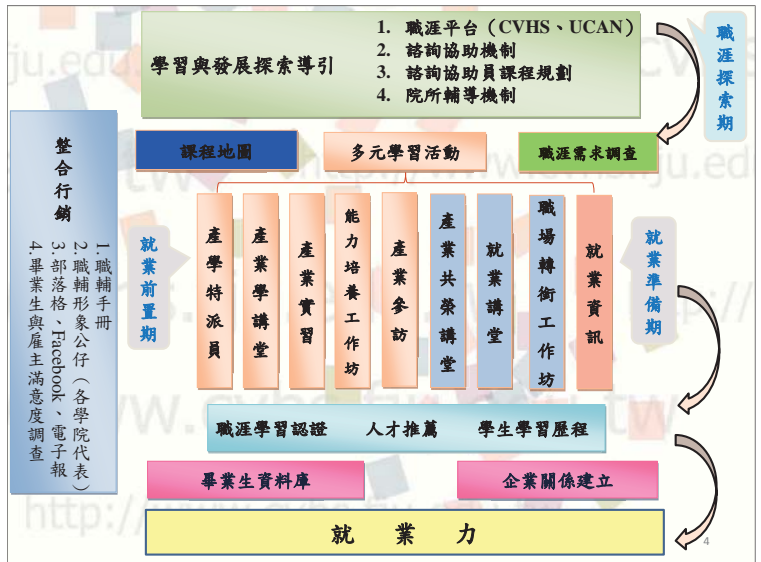 學習與發展探索導引
1. 職涯平台（CVHS、UCAN）
2. 諮詢協助機制
3. 諮詢協助員課程規劃
4. 院所輔導機制
職涯探索期
整合行銷
1.職輔手冊
2.職輔形象公仔（各學院代表）
3.部落格、Facebook、電子報
4.畢業生與雇主滿意度調查
課程地圖
多元學習活動
職涯需求調查
就業前置期
產學特派員
產業學講堂
產業實習
能力培養工作坊
產業參訪
產業共榮講堂
就業講堂
職場轉銜工作坊
就業資訊
就業準備期
職涯學習認證 人才推薦 學生學習歷程
畢業生資料庫
企業關係建立
就業力
4